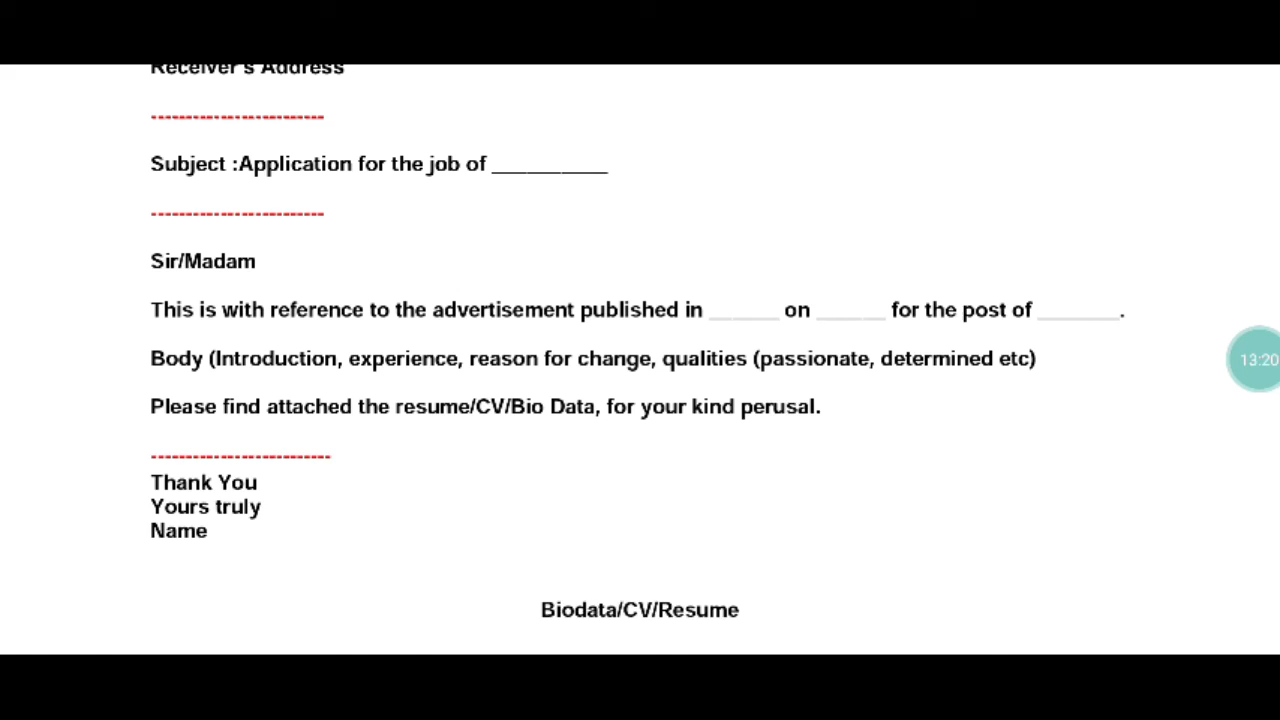 Receiver's Address
-------------------------
Subject :Application for the job of __________
-------------------------
Sir/Madam
This is with reference to the advertisement published in ______ on ______ for the post of _______.
Body (Introduction, experience, reason for change, qualities (passionate, determined etc)
Please find attached the resume/CV/Bio Data, for your kind perusal.
--------------------------
Thank You
Yours truly
Name
Biodata/CV/Resume
13:20